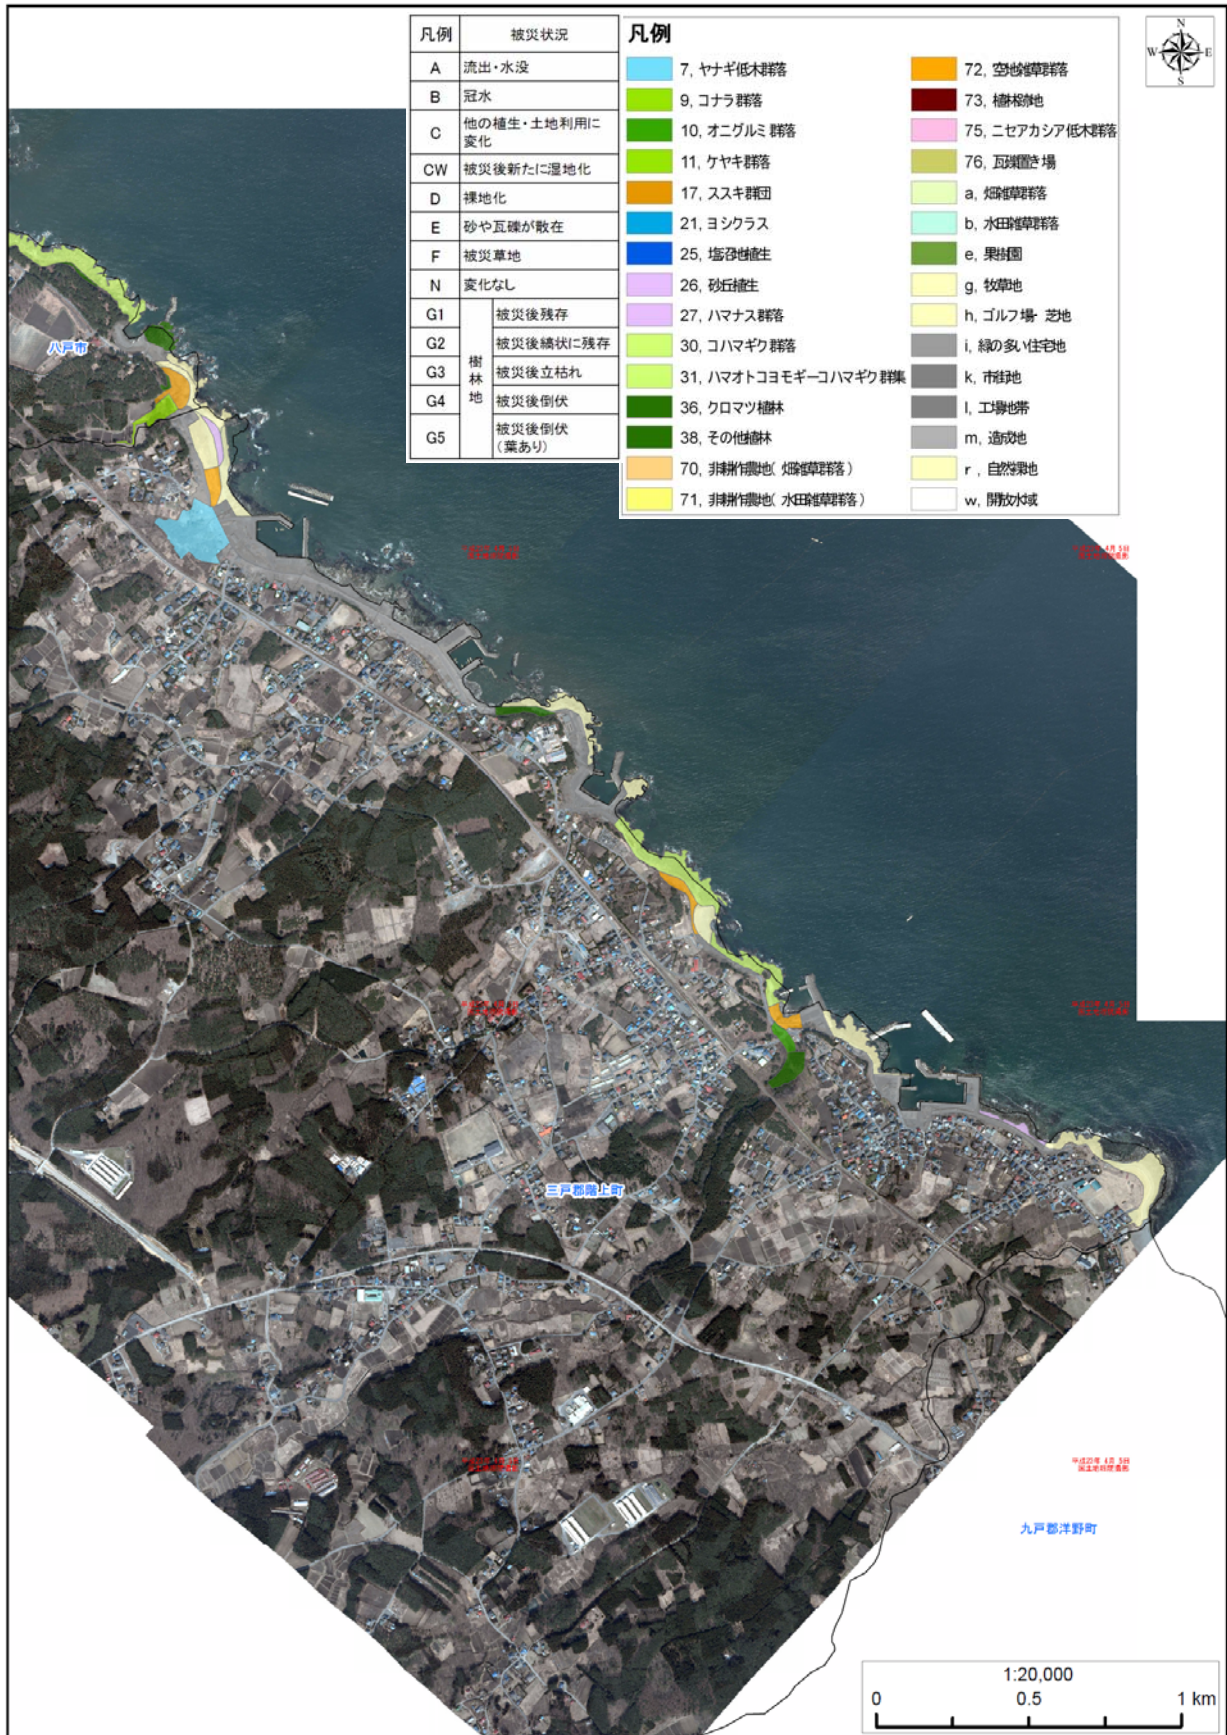 凡例 被災状況
A 流出・水没
B 冠水
C 他の植生・土地利用に
変化
CW 被災後新たに湿地化
D 裸地化
E 砂や瓦礫が散在
F 被災草地
N 変化なし
樹林地
G1 被災後残存
G2 被災後縞状に残存
G3 被災後立枯れ
G4 被災後倒伏
G5 被災後倒伏
(葉あり)
凡例
7, ヤナギ低木群落
9, コナラ群落
10, オニグルミ群落
11, ケヤキ群落
17, ススキ群団
21, ヨシクラス
25, 塩沼地植生
26, 砂丘植生
27, ハマナス群落
30, コハマギク群落
31, ハマオトコヨモギーコハマギク群集
36, クロマツ植林
38, その他植林
70, 非耕作農地( 畑雑草群落)
71, 非耕作農地( 水田雑草群落)
72, 空地雑草群落
73, 植林跡地
75, ニセアカシア低木群落
76, 瓦礫置き場
a, 畑雑草群落
b, 水田雑草群落
e, 果樹園
g, 牧草地
h, ゴルフ場・芝地
i, 緑の多い住宅地
k, 市街地
l, 工場地帯
m, 造成地
r , 自然裸地
w, 開放水域
N
W E
S
八戸市
三戸郡階上町
九戸郡洋野町
1:20,000
0 0.5 1 km